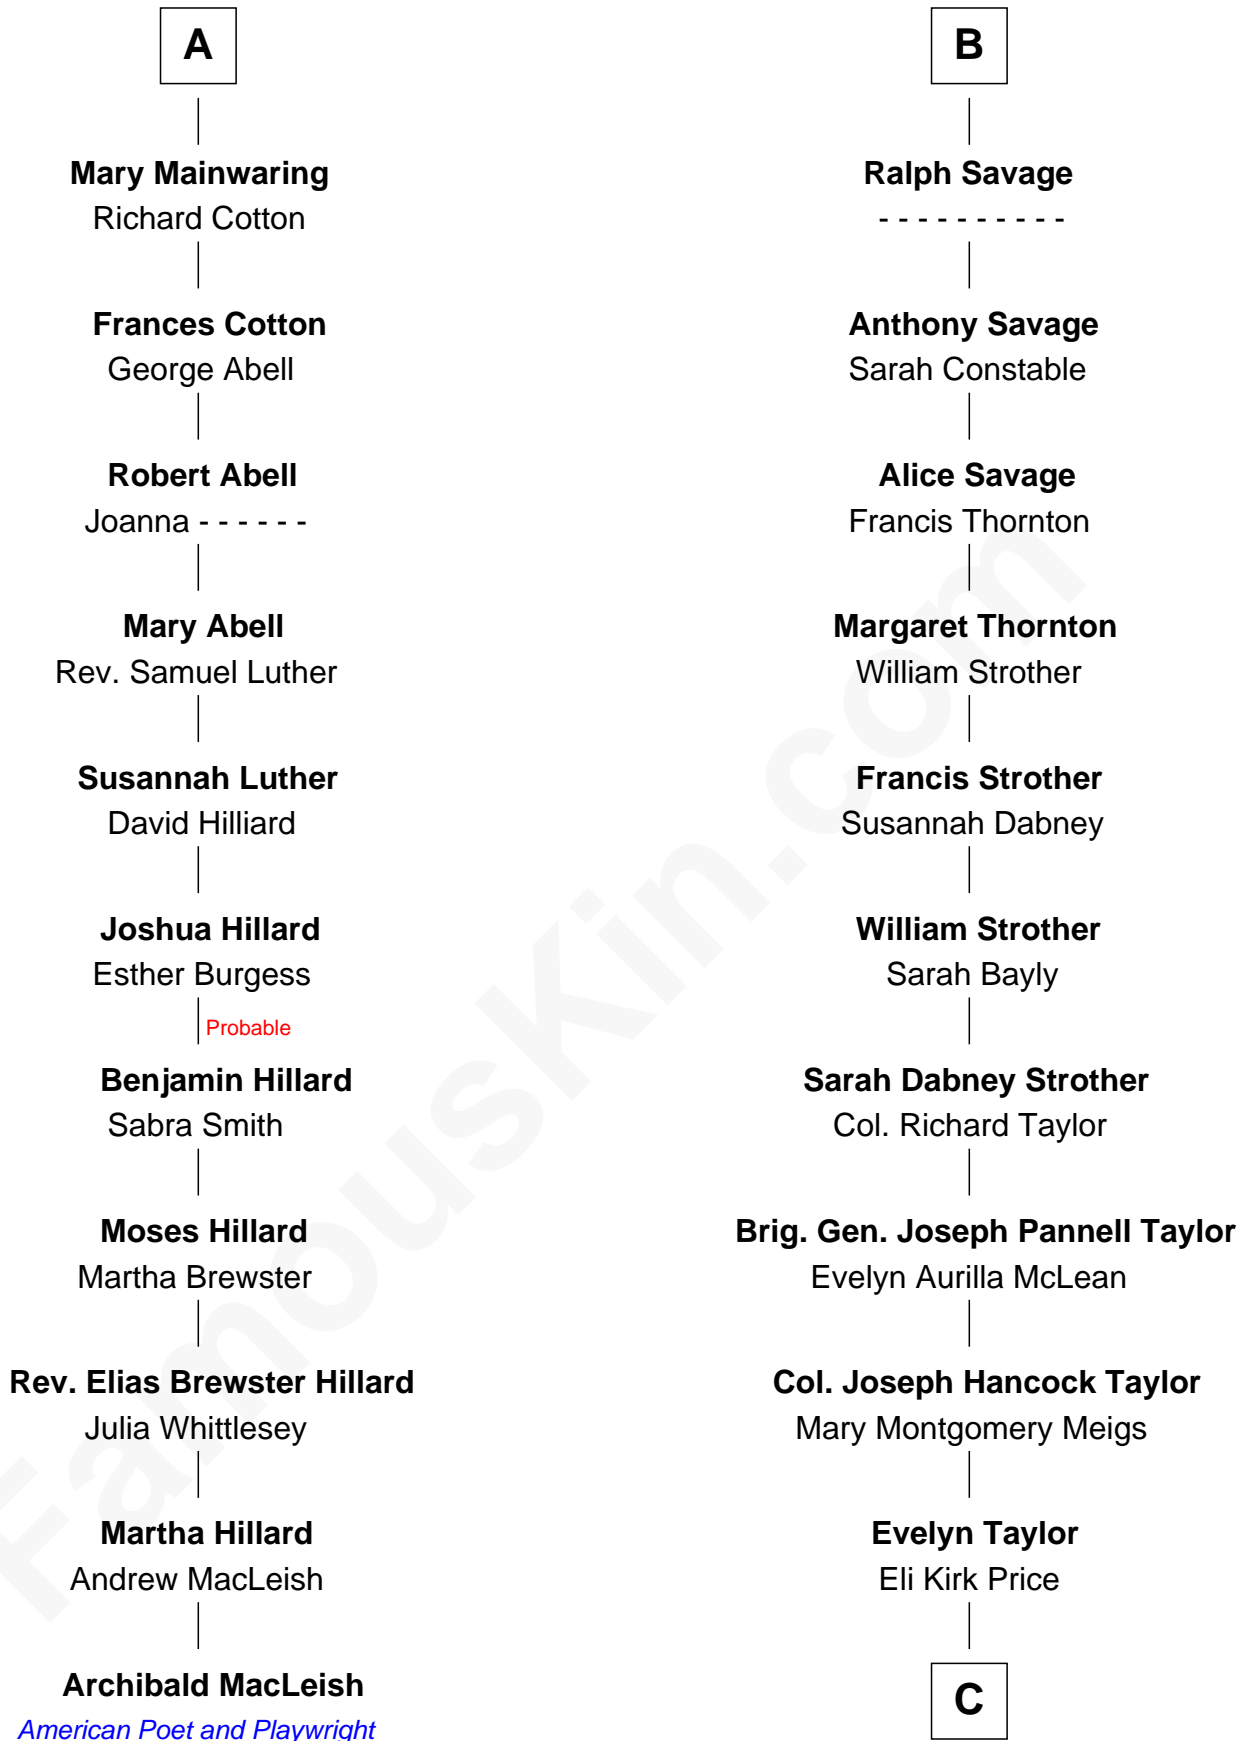 A
Mary Mainwaring
Richard Cotton
Frances Cotton
George Abell
Robert Abell
Joanna - - - - - -
Mary Abell
Rev. Samuel Luther
Susannah Luther
David Hilliard
Joshua Hillard
Esther Burgess
Probable
Benjamin Hillard
Sabra Smith
Moses Hillard
Martha Brewster
Rev. Elias Brewster Hillard
Julia Whittlesey
Martha Hillard
Andrew MacLeish
Archibald MacLeish
American Poet and Playwright
B
Ralph Savage
- - - - - - - - - -
Anthony Savage
Sarah Constable
Alice Savage
Francis Thornton
Margaret Thornton
William Strother
Francis Strother
Susannah Dabney
William Strother
Sarah Bayly
Sarah Dabney Strother
Col. Richard Taylor
Brig. Gen. Joseph Pannell Taylor
Evelyn Aurilla McLean
Col. Joseph Hancock Taylor
Mary Montgomery Meigs
Evelyn Taylor
Eli Kirk Price
C
FamousKin.com